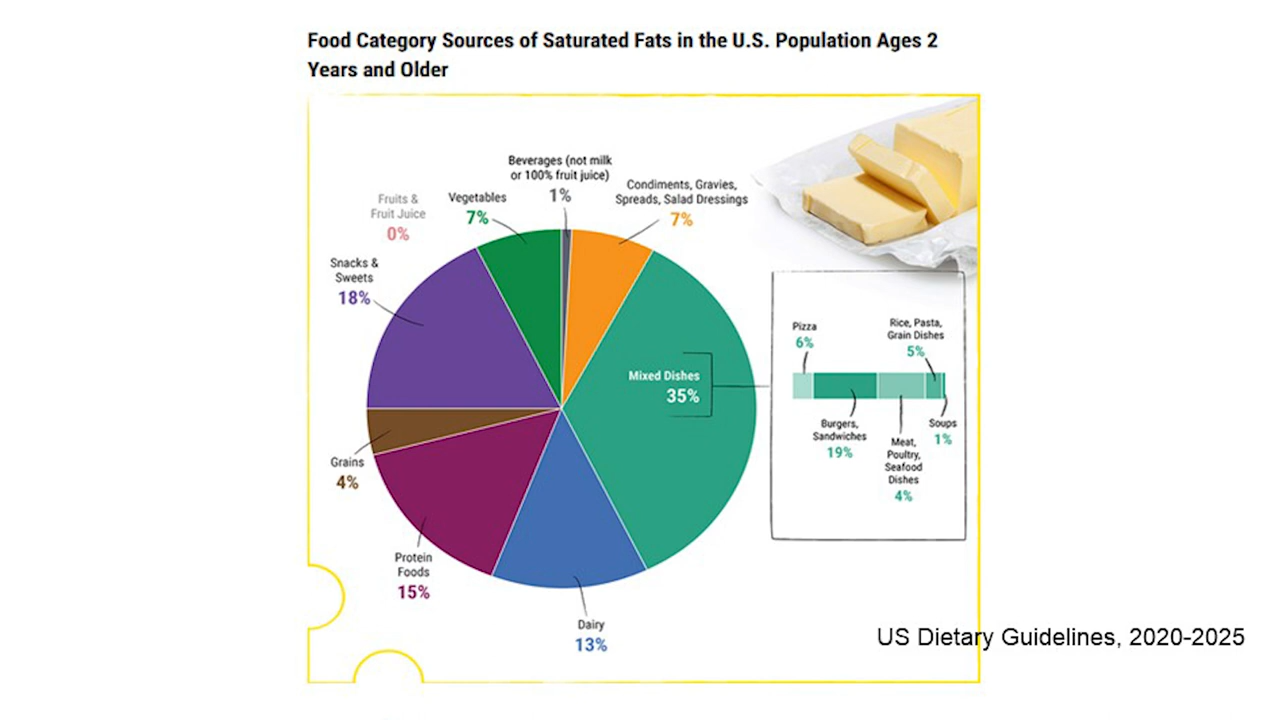 Food Category Sources of Saturated Fats in the U.S. Population Ages 2
Years and Older
Beverages (not milk
or 100% fruit juice)
1%
Condiments, Gravies,
Spreads, Salad Dressings
7%
Fruits &
Fruit Juice
0%
Vegetables
7%
Snacks &
Sweets
18%
Mixed Dishes
35%
Pizza
6%
Rice, Pasta,
Grain Dishes
5%
Burgers,
Sandwiches
19%
Meat,
Poultry,
Seafood
Dishes
4%
Soups
1%
Grains
4%
Protein
Foods
15%
Dairy
13%
US Dietary Guidelines, 2020-2025